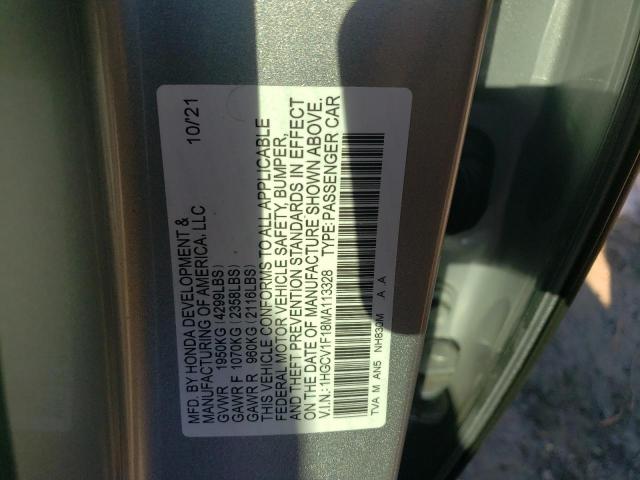 MFD. BY HONDA DEVELOPMENT &
MANUFACTURING OF AMERICA, LLC 10/'21
GVWR 1950KG (4299LBS)
GAWR F 1070KG (2358LBS)
GAWR R 960KG (2116LBS)
THIS VEHICLE CONFORMS TO ALL APPLICABLE
FEDERAL MOTOR VEHICLE SAFETY, BUMPER,
AND THEFT PREVENTION STANDARDS IN EFFECT
ON THE DATE OF MANUFACTURE SHOWN ABOVE.
V.I.N.: 1HGCV1F18MA113328 TYPE: PASSENGER CAR
TVA M AN5 NH830M A A